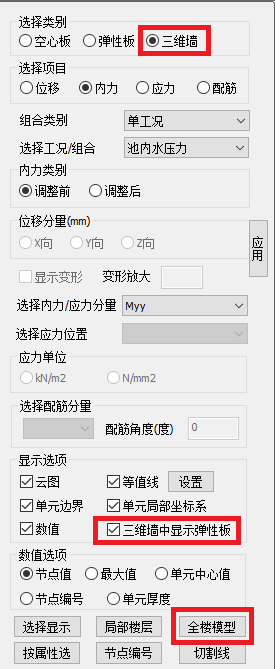 选择类别
空心板 弹性板 三维墙
选择项目
位移 内力 应力 配筋
组合类别 单工况
选择工况/组合 池内水压力
内力类别
调整前 调整后
位移分量(mm)
X向 Y向 Z向
应用
显示变形 变形放大
选择内力/应力分量 Myy
选择应力位置
应力单位
kN/m2 N/mm2
选择配筋分量
配筋角度(度) 0
显示选项
云图 等值线 设置
单元边界 单元局部坐标系
数值 三维墙中显示弹性板
数值选项
节点值 最大值 单元中心值
节点编号 单元厚度
选择显示 局部楼层 全楼模型
按属性选 节点编号 切割线